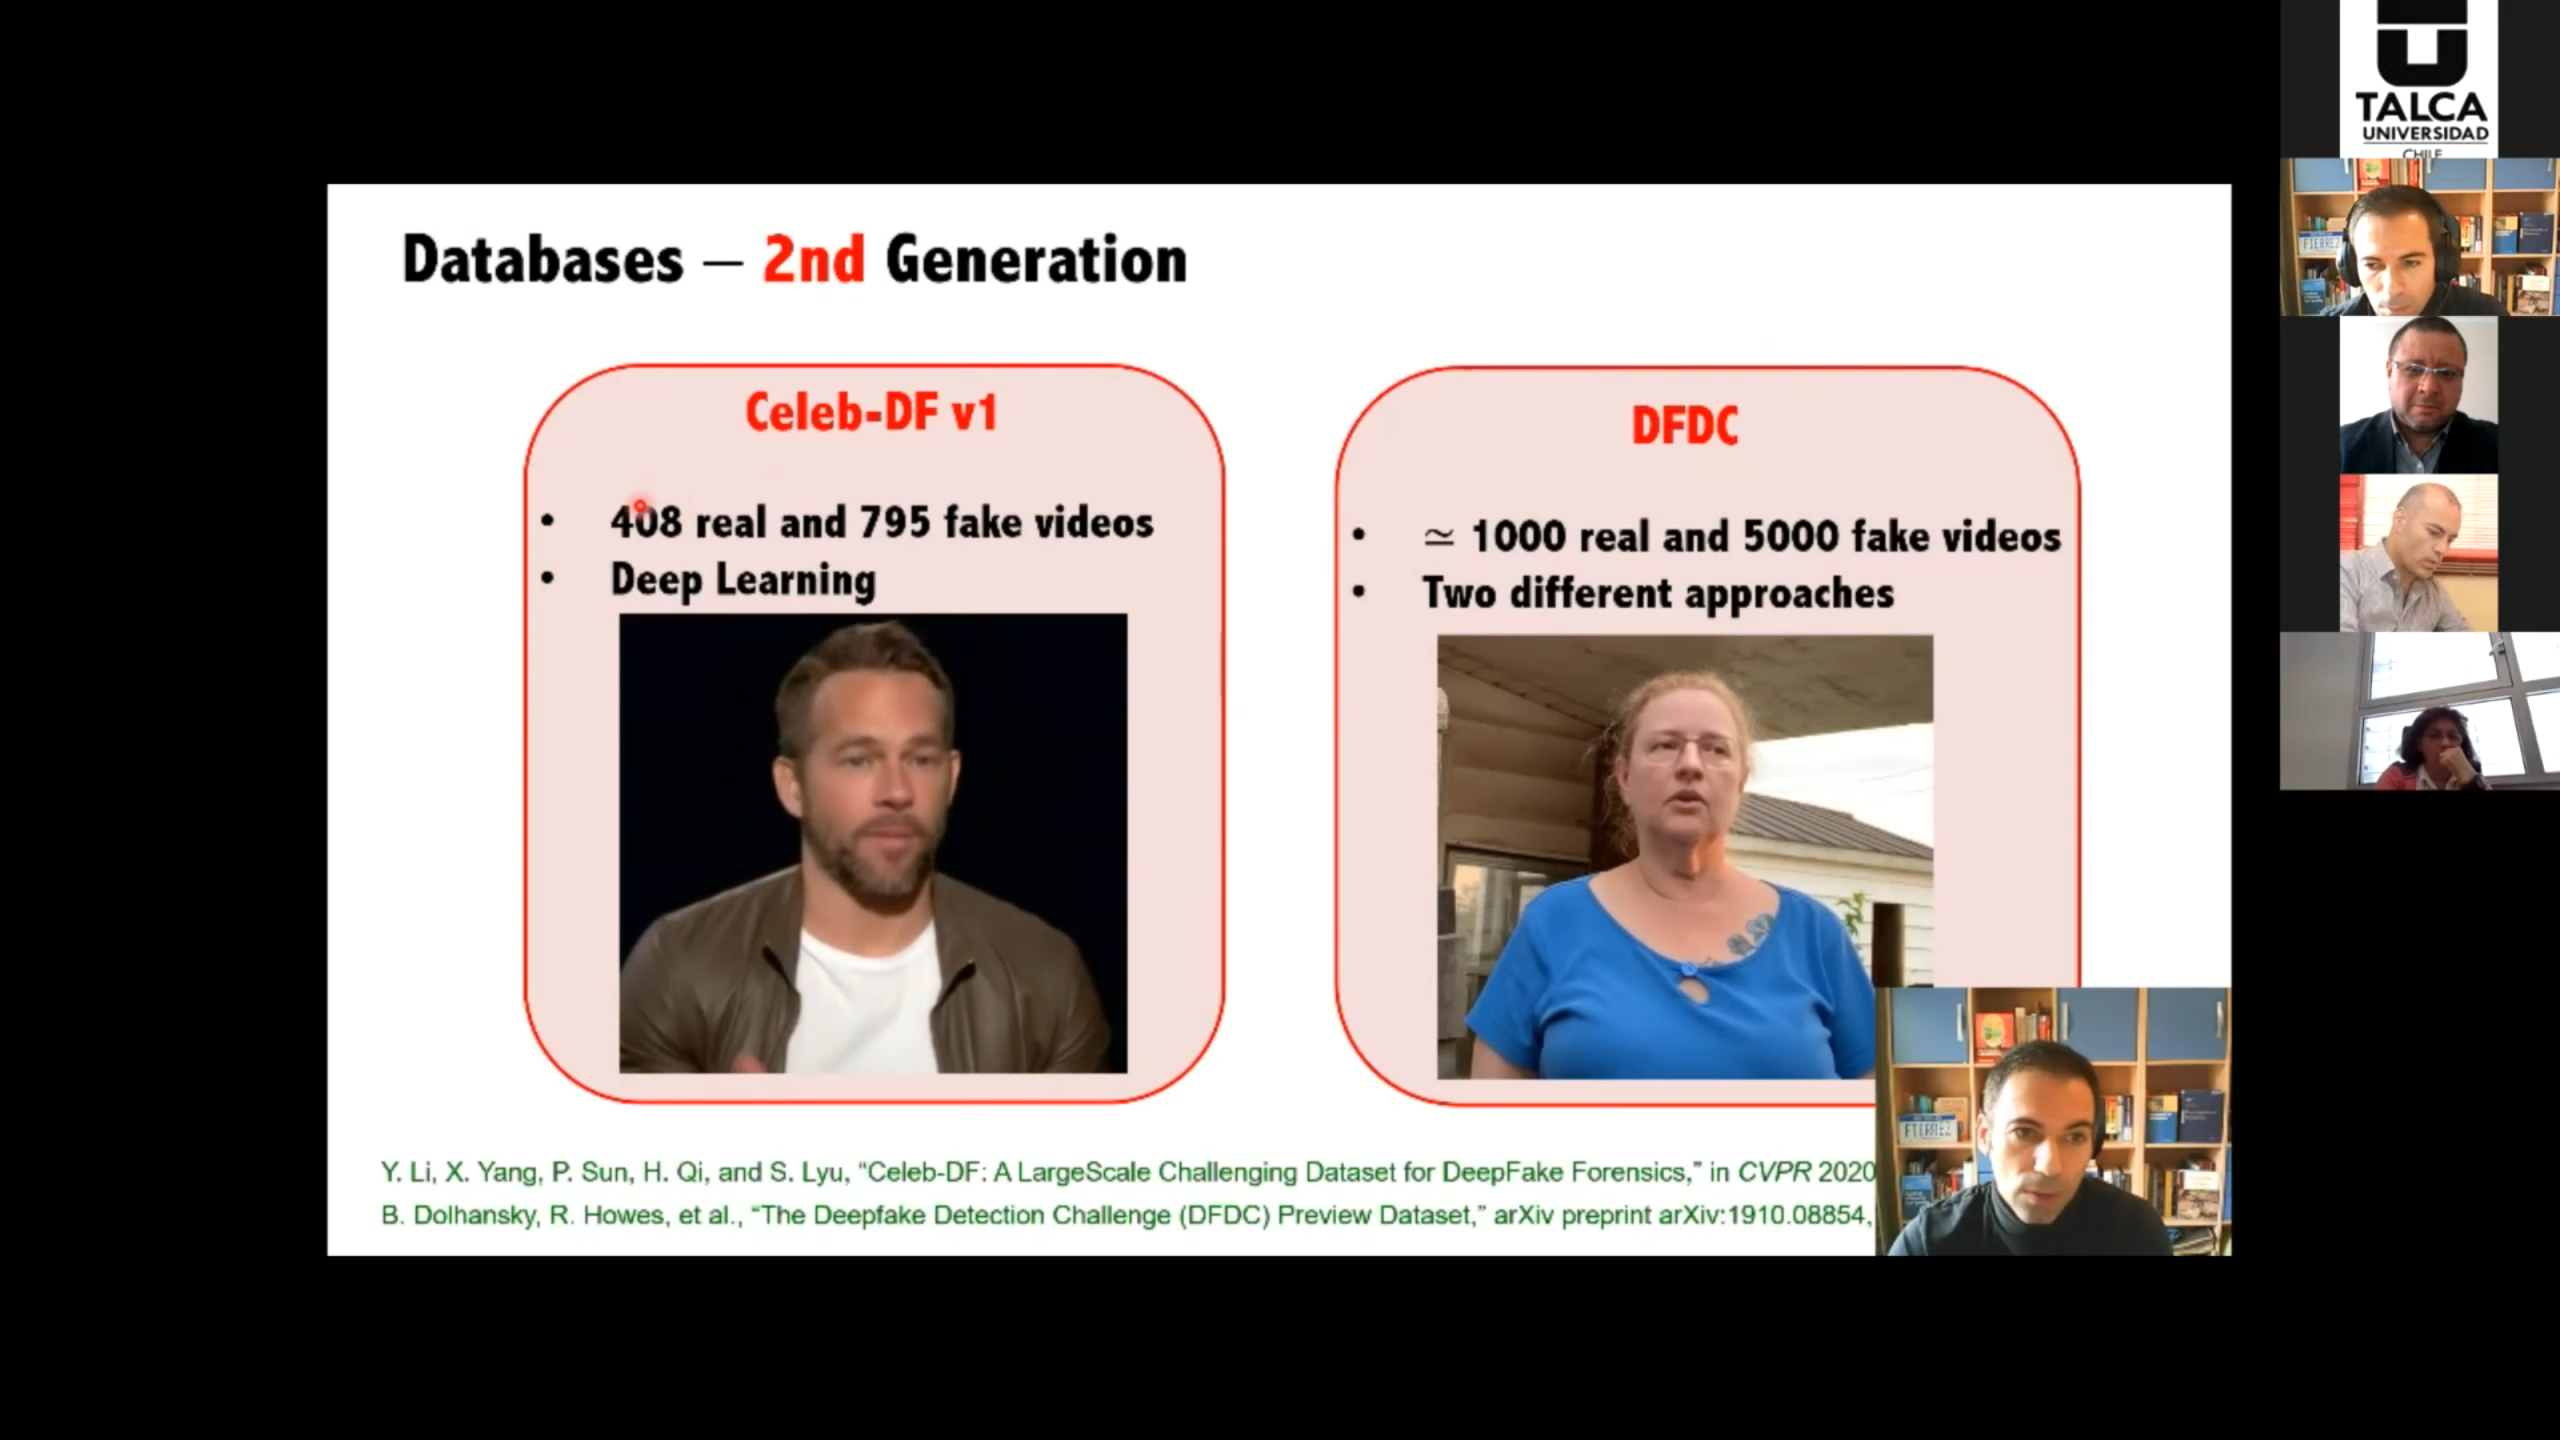 Databases – 2nd Generation
Celeb-DF v1
• 408 real and 795 fake videos
• Deep Learning
DFDC
• ≃ 1000 real and 5000 fake videos
• Two different approaches
Y. Li, X. Yang, P. Sun, H. Qi, and S. Lyu, “Celeb-DF: A LargeScale Challenging Dataset for DeepFake Forensics,” in CVPR 2020
B. Dolhansky, R. Howes, et al., “The Deepfake Detection Challenge (DFDC) Preview Dataset,” arXiv preprint arXiv:1910.08854,
TALCA
UNIVERSIDAD
CHILE
FIERREZ
FIERREZ